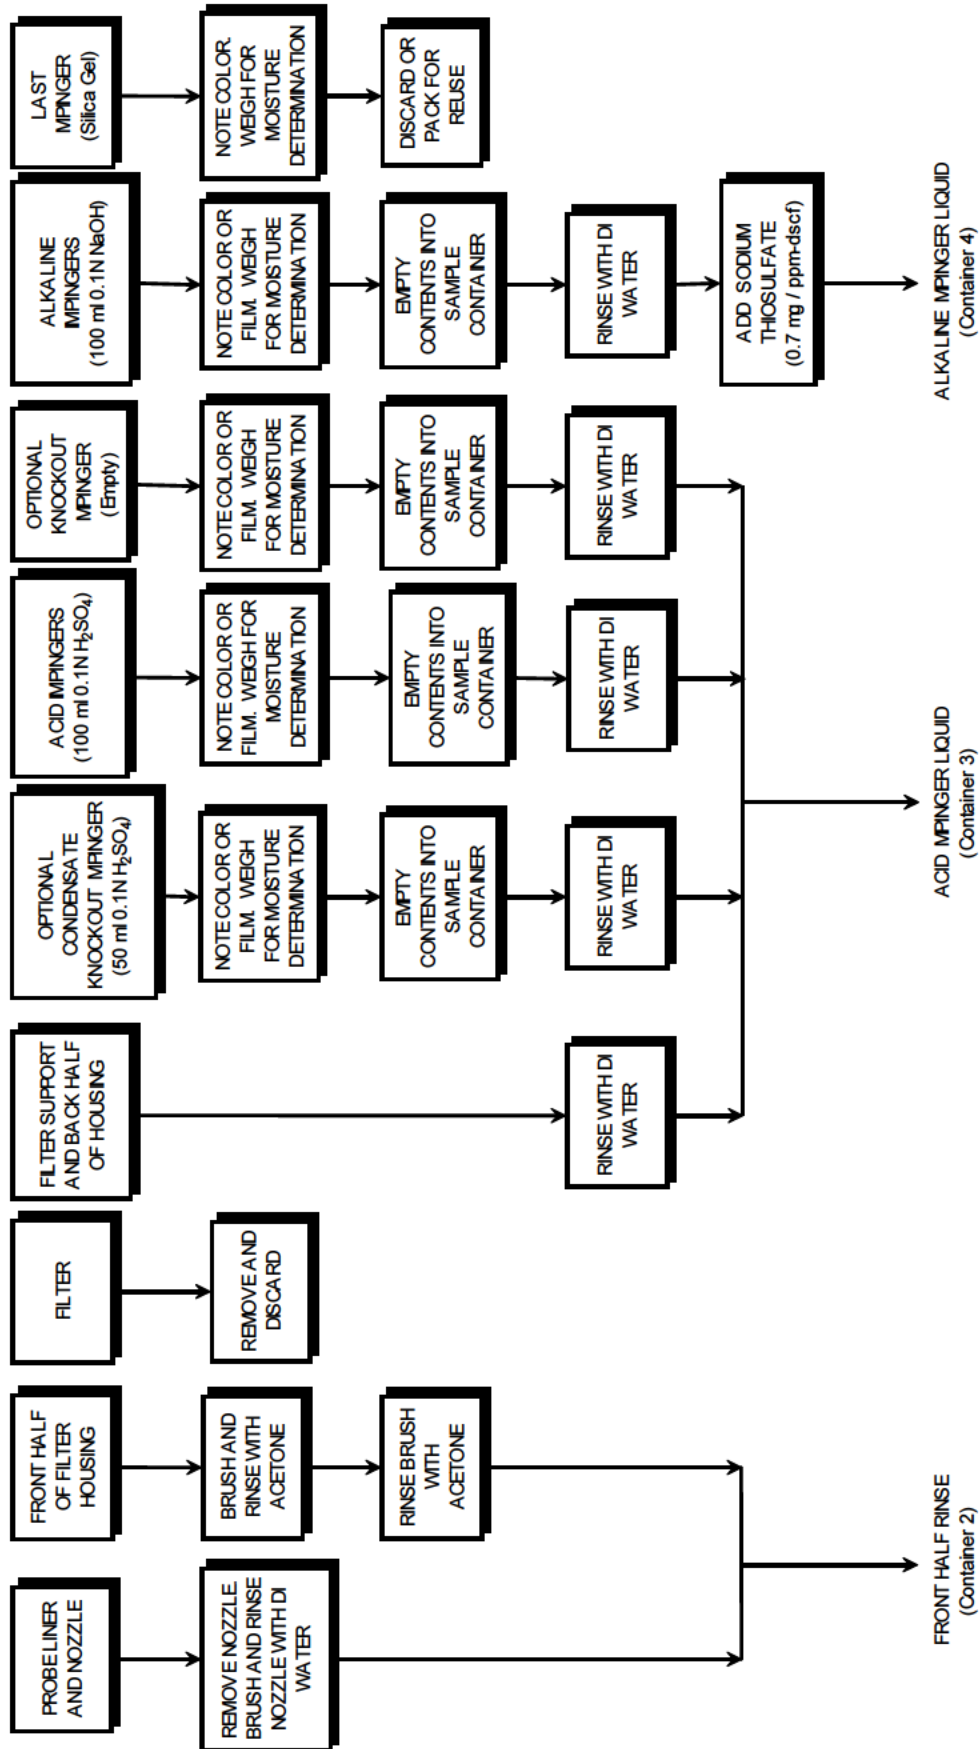 PROBE LINER
AND NOZZLE
REMOVE NOZZLE.
BRUSH AND RINSE
NOZZLE WITH DI
WATER
FRONT HALF
OF FILTER
HOUSING
BRUSH AND
RINSE WITH
ACETONE
RINSE BRUSH
WITH
ACETONE
FRONT HALF RINSE
(Container 2)
FILTER
REMOVE AND
DISCARD
FILTER SUPPORT
AND BACK HALF
OF HOUSING
RINSE WITH DI
WATER
OPTIONAL
CONDENSATE
KNOCKOUT MPINGER
(50 ml 0.1N H₂SO₄)
NOTE COLOR OR
FILM. WEIGH
FOR MOISTURE
DETERMINATION
EMPTY
CONTENTS INTO
SAMPLE
CONTAINER
RINSE WITH DI
WATER
ACID IMPINGERS
(100 ml 0.1N H₂SO₄)
NOTE COLOR OR
FILM. WEIGH FOR
MOISTURE
DETERMINATION
EMPTY
CONTENTS INTO
SAMPLE
CONTAINER
RINSE WITH DI
WATER
OPTIONAL
KNOCKOUT
MPINGER
(Empty)
NOTE COLOR OR
FILM. WEIGH
FOR MOISTURE
DETERMINATION
EMPTY
CONTENTS INTO
SAMPLE
CONTAINER
RINSE WITH DI
WATER
ACID MPINGER LIQUID
(Container 3)
ALKALINE
IMPINGERS
(100 ml 0.1N NaOH)
NOTE COLOR OR
FILM. WEIGH
FOR MOISTURE
DETERMINATION
EMPTY
CONTENTS INTO
SAMPLE
CONTAINER
RINSE WITH DI
WATER
ADD SODIUM
THIOSULFATE
(0.7 mg / ppm-dscf)
ALKALINE MPINGER LIQUID
(Container 4)
LAST
MPINGER
(Silica Gel)
NOTE COLOR.
WEIGH FOR
MOISTURE
DETERMINATION
DISCARD OR
PACK FOR
REUSE